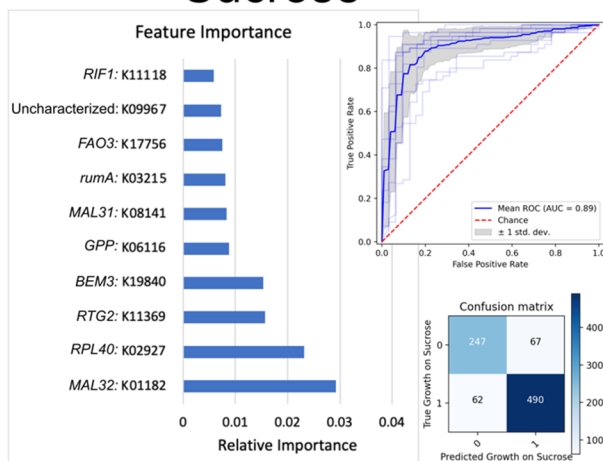 Sucrose
Feature Importance
RIF1: K11118
Uncharacterized: K09967
FAO3: K17756
rumA: K03215
MAL31: K08141
GPP: K06116
BEM3: K19840
RTG2: K11369
RPL40: K02927
MAL32: K01182
0 0.01 0.02 0.03 0.04
Relative Importance
True Positive Rate
1.0
0.8
0.6
0.4
0.2
0.0
Mean ROC (AUC = 0.89)
Chance
± 1 std. dev.
0.0 0.2 0.4 0.6 0.8 1.0
False Positive Rate
Confusion matrix
True Growth on Sucrose
0 247 67
1 62 490
0 1
Predicted Growth on Sucrose
400
300
200
100